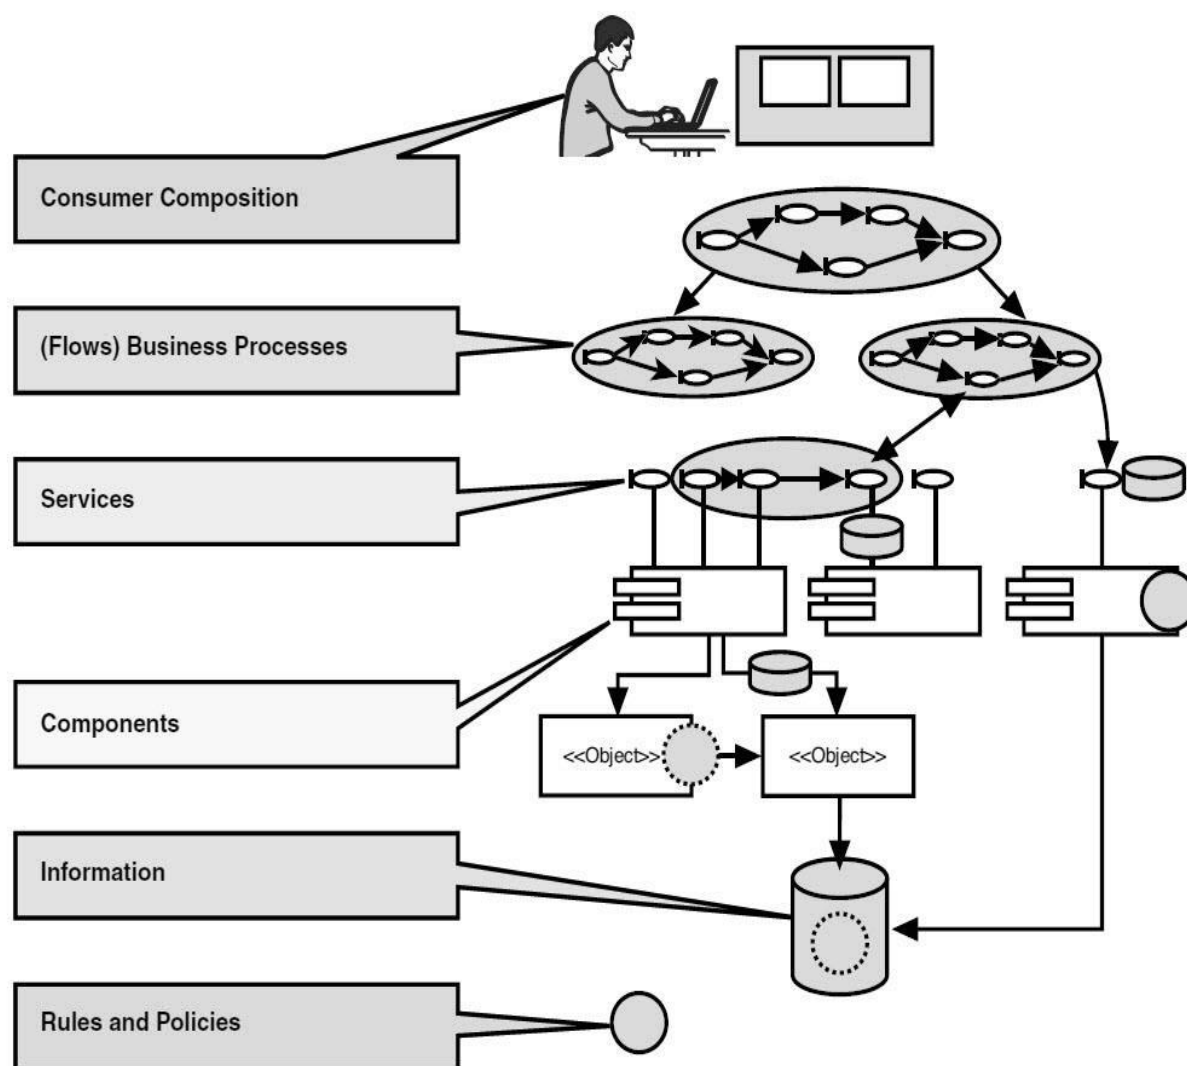 Consumer Composition
(Flows) Business Processes
Services
Components
<<Object>>
<<Object>>
Information
Rules and Policies